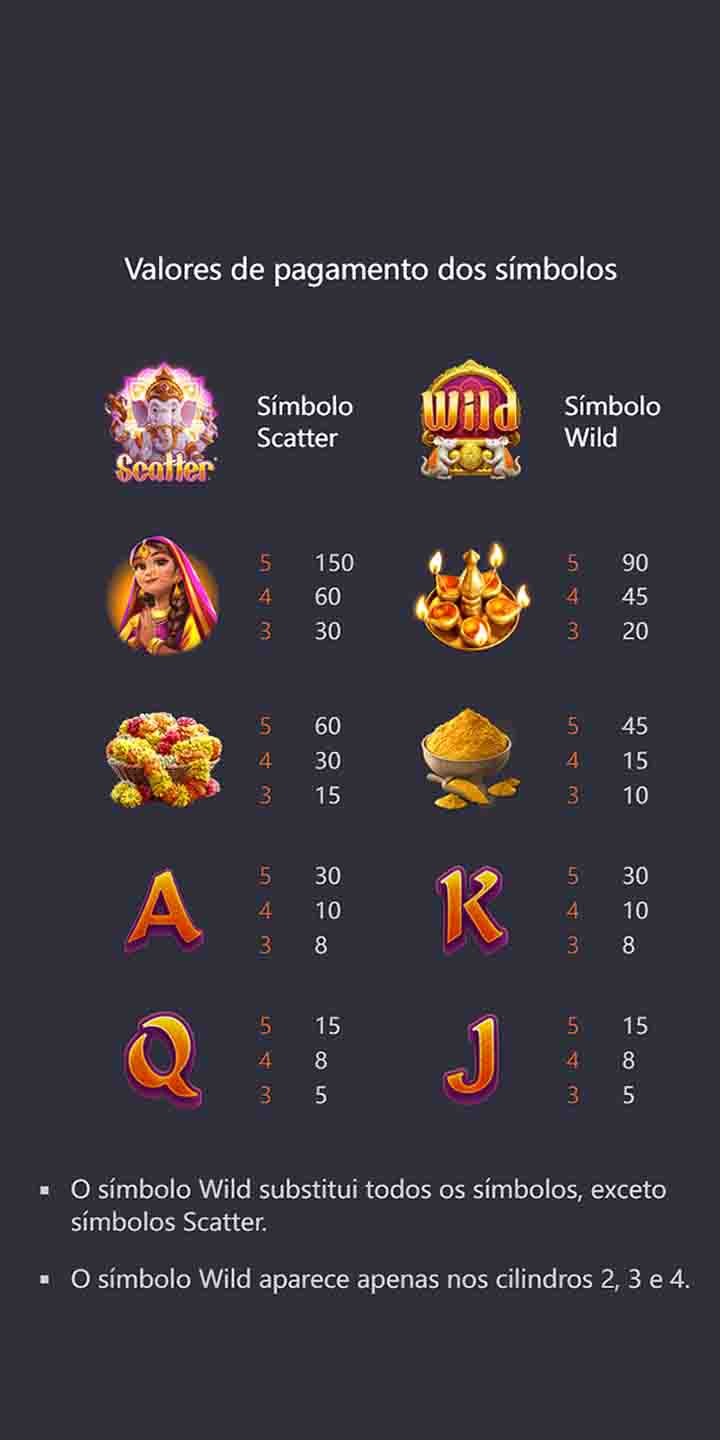 Valores de pagamento dos símbolos
Scatter
Símbolo
Scatter
Wild
Símbolo
Wild
5 150
4 60
3 30
5 90
4 45
3 20
5 60
4 30
3 15
5 45
4 15
3 10
A
5 30
4 10
3 8
K
5 30
4 10
3 8
Q
5 15
4 8
3 5
J
5 15
4 8
3 5
▪ O símbolo Wild substitui todos os símbolos, exceto
símbolos Scatter.
▪ O símbolo Wild aparece apenas nos cilindros 2, 3 e 4.